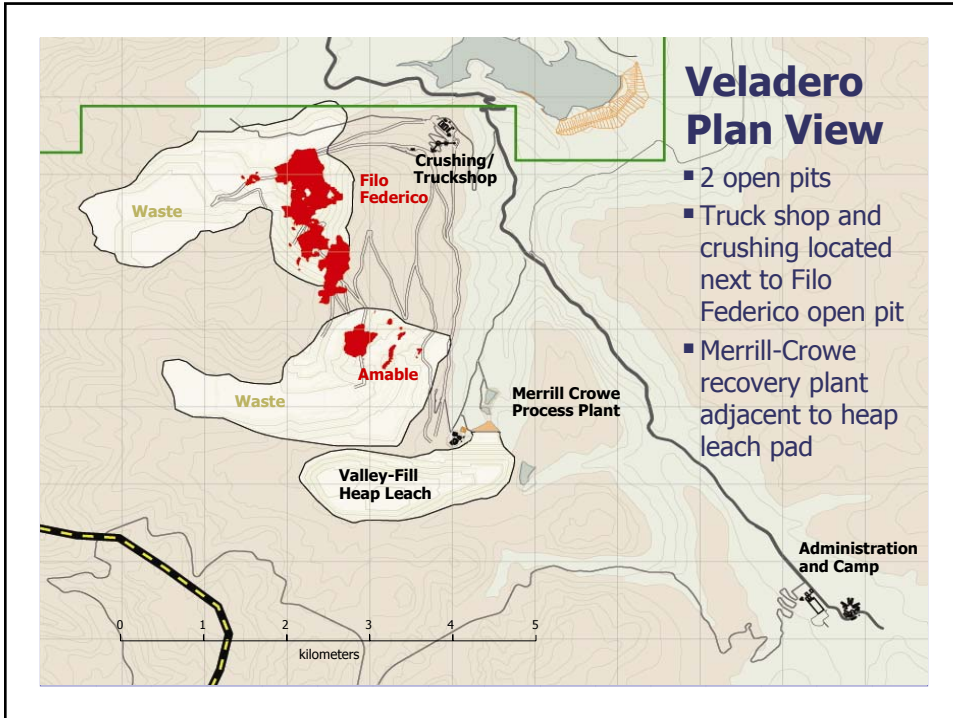 Veladero
Plan View
▪ 2 open pits
▪ Truck shop and
crushing located
next to Filo
Federico open pit
▪ Merrill-Crowe
recovery plant
adjacent to heap
leach pad
Crushing/
Truckshop
Filo
Federico
Waste
Amable
Waste
Merrill Crowe
Process Plant
Valley-Fill
Heap Leach
Administration
and Camp
0 1 2 3 4 5
kilometers